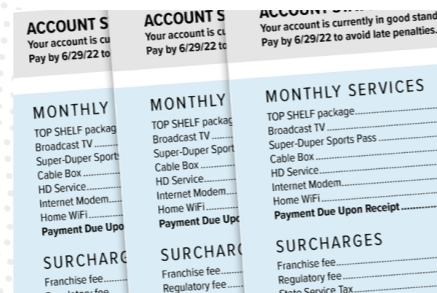 ACCOUNT S
Your account is cu
Pay by 6/29/22 to
MONTHLY
TOP SHELF packag
Broadcast TV
Super-Duper Sports
Cable Box
HD Service
Internet Modem
Home WiFi
Payment Due Upo
SURCHARG
Franchise fee
Regulatory fee
ACCOUNT S
Your account is cu
Pay by 6/29/22 to
MONTHLY
TOP SHELF packag
Broadcast TV
Super-Duper Sport
Cable Box
HD Service
Internet Modem
Home WiFi
Payment Due Upo
SURCHARG
Franchise fee
Regulatory fee
Your account is currently in good stand
Pay by 6/29/22 to avoid late penalties.
MONTHLY SERVICES
TOP SHELF package
Broadcast TV
Super-Duper Sports Pass
Cable Box
HD Service
Internet Modem
Home WiFi
Payment Due Upon Receipt
SURCHARGES
Franchise fee
Regulatory fee
State Service Tax